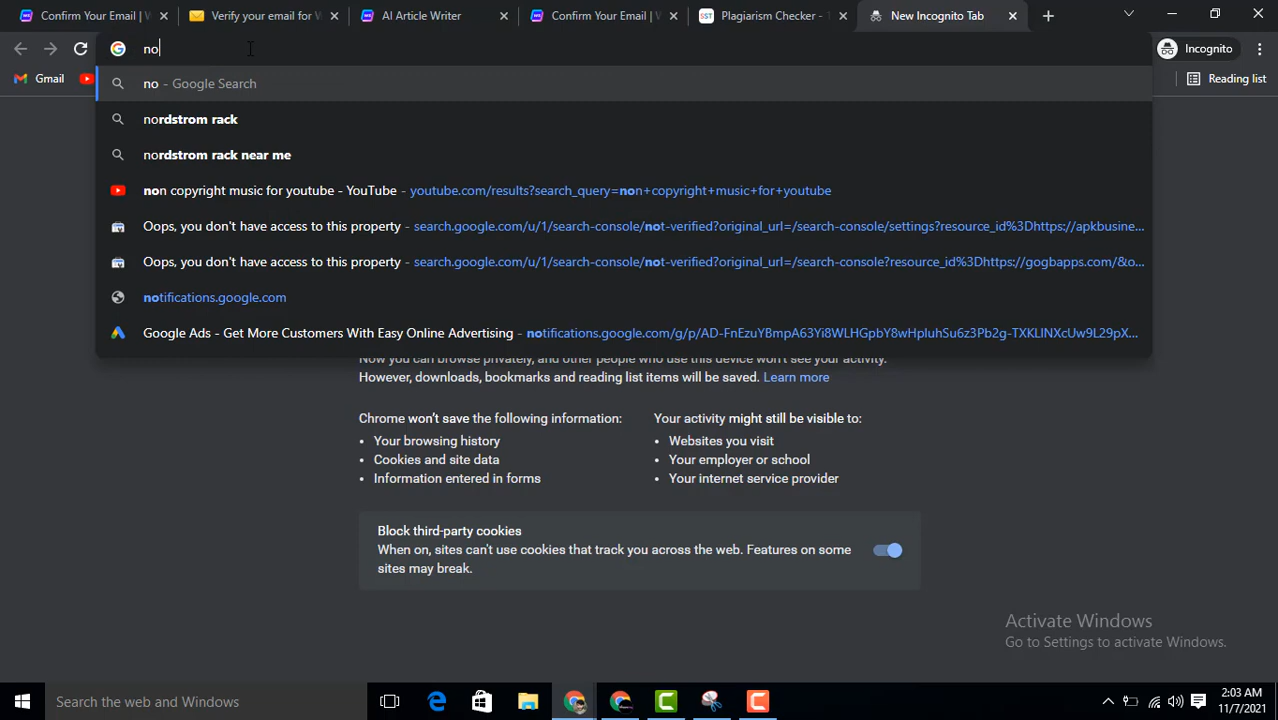 Confirm Your Email | W
Verify your email for W
AI Article Writer
Confirm Your Email | W
SST Plagiarism Checker - T
New Incognito Tab
no
Incognito
Gmail
Reading list
no - Google Search
nordstrom rack
nordstrom rack near me
non copyright music for youtube - YouTube - youtube.com/results?search_query=non+copyright+music+for+youtube
Oops, you don't have access to this property - search.google.com/u/1/search-console/not-verified?original_url=/search-console/settings?resource_id%3Dhttps://apkbusine...
Oops, you don't have access to this property - search.google.com/u/1/search-console/not-verified?original_url=/search-console?resource_id%3Dhttps://gogbapps.com/&o...
notifications.google.com
Google Ads - Get More Customers With Easy Online Advertising - notifications.google.com/g/p/AD-FnEzuYBmpA63Yi8WLHGpbY8wHpIuhSu6z3Pb2g-TXKLINXcUw9L29pX...
Now you can browse privately, and other people who use this device won't see your activity.
However, downloads, bookmarks and reading list items will be saved. Learn more
Chrome won't save the following information:
Your activity might still be visible to:
• Your browsing history
• Websites you visit
• Cookies and site data
• Your employer or school
• Information entered in forms
• Your internet service provider
Block third-party cookies
When on, sites can't use cookies that track you across the web. Features on some
sites may break.
Activate Windows
Go to Settings to activate Windows.
Search the web and Windows
2:03 AM
11/7/2021